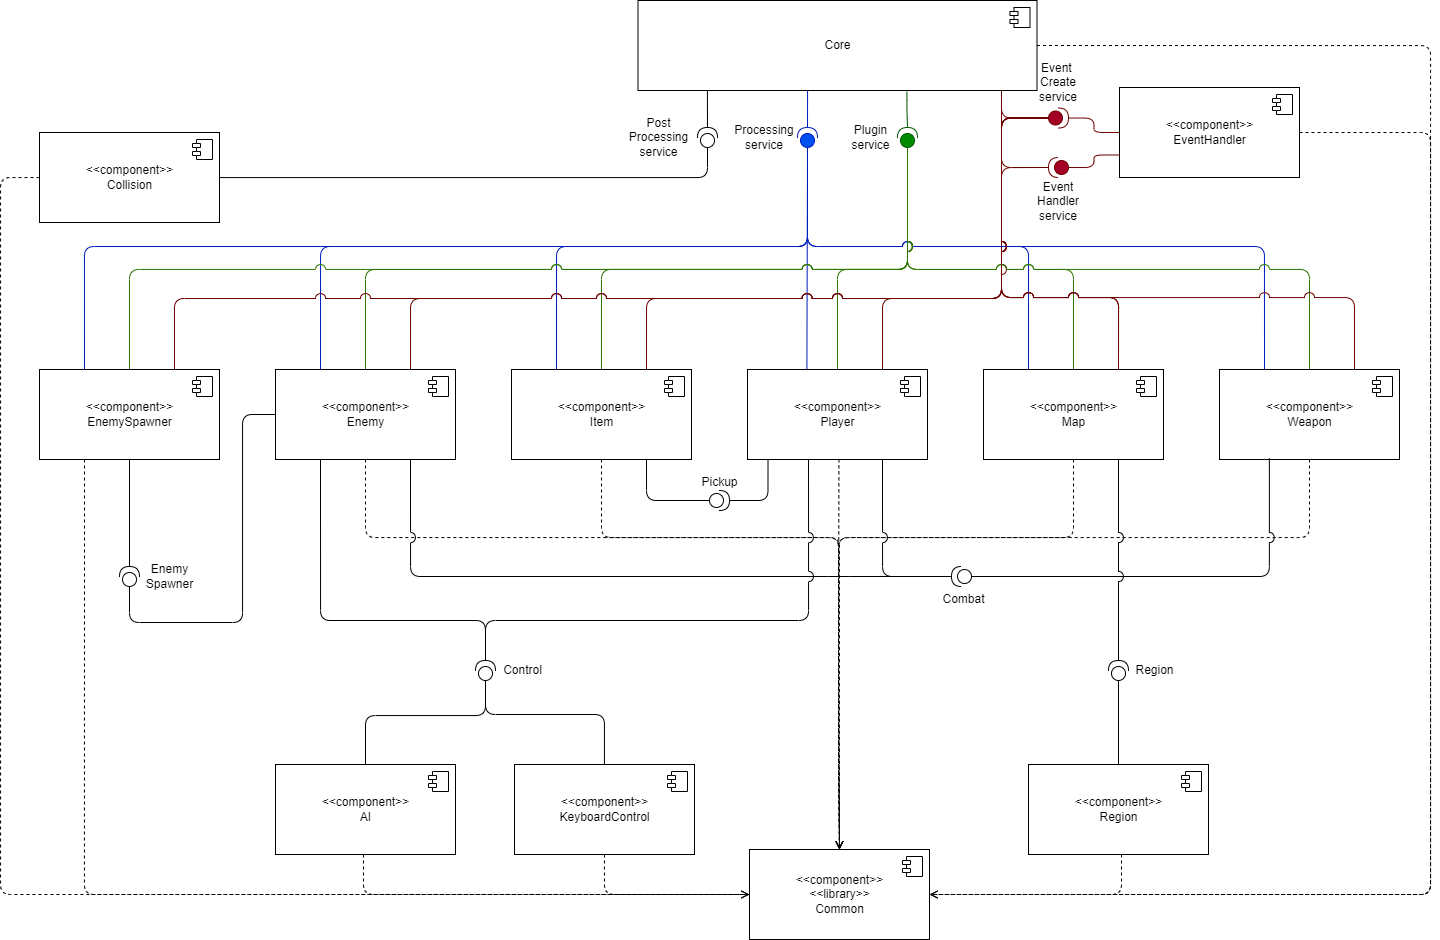 Core
Event
Create
service
Post
Processing
service
Processing
service
Plugin
service
<<component>>
EventHandler
<<component>>
Collision
Event
Handler
service
<<component>>
EnemySpawner
<<component>>
Enemy
<<component>>
Item
<<component>>
Player
<<component>>
Map
<<component>>
Weapon
Pickup
Enemy
Spawner
Combat
Control
Region
<<component>>
AI
<<component>>
KeyboardControl
<<component>>
Region
<<component>>
<<library>>
Common